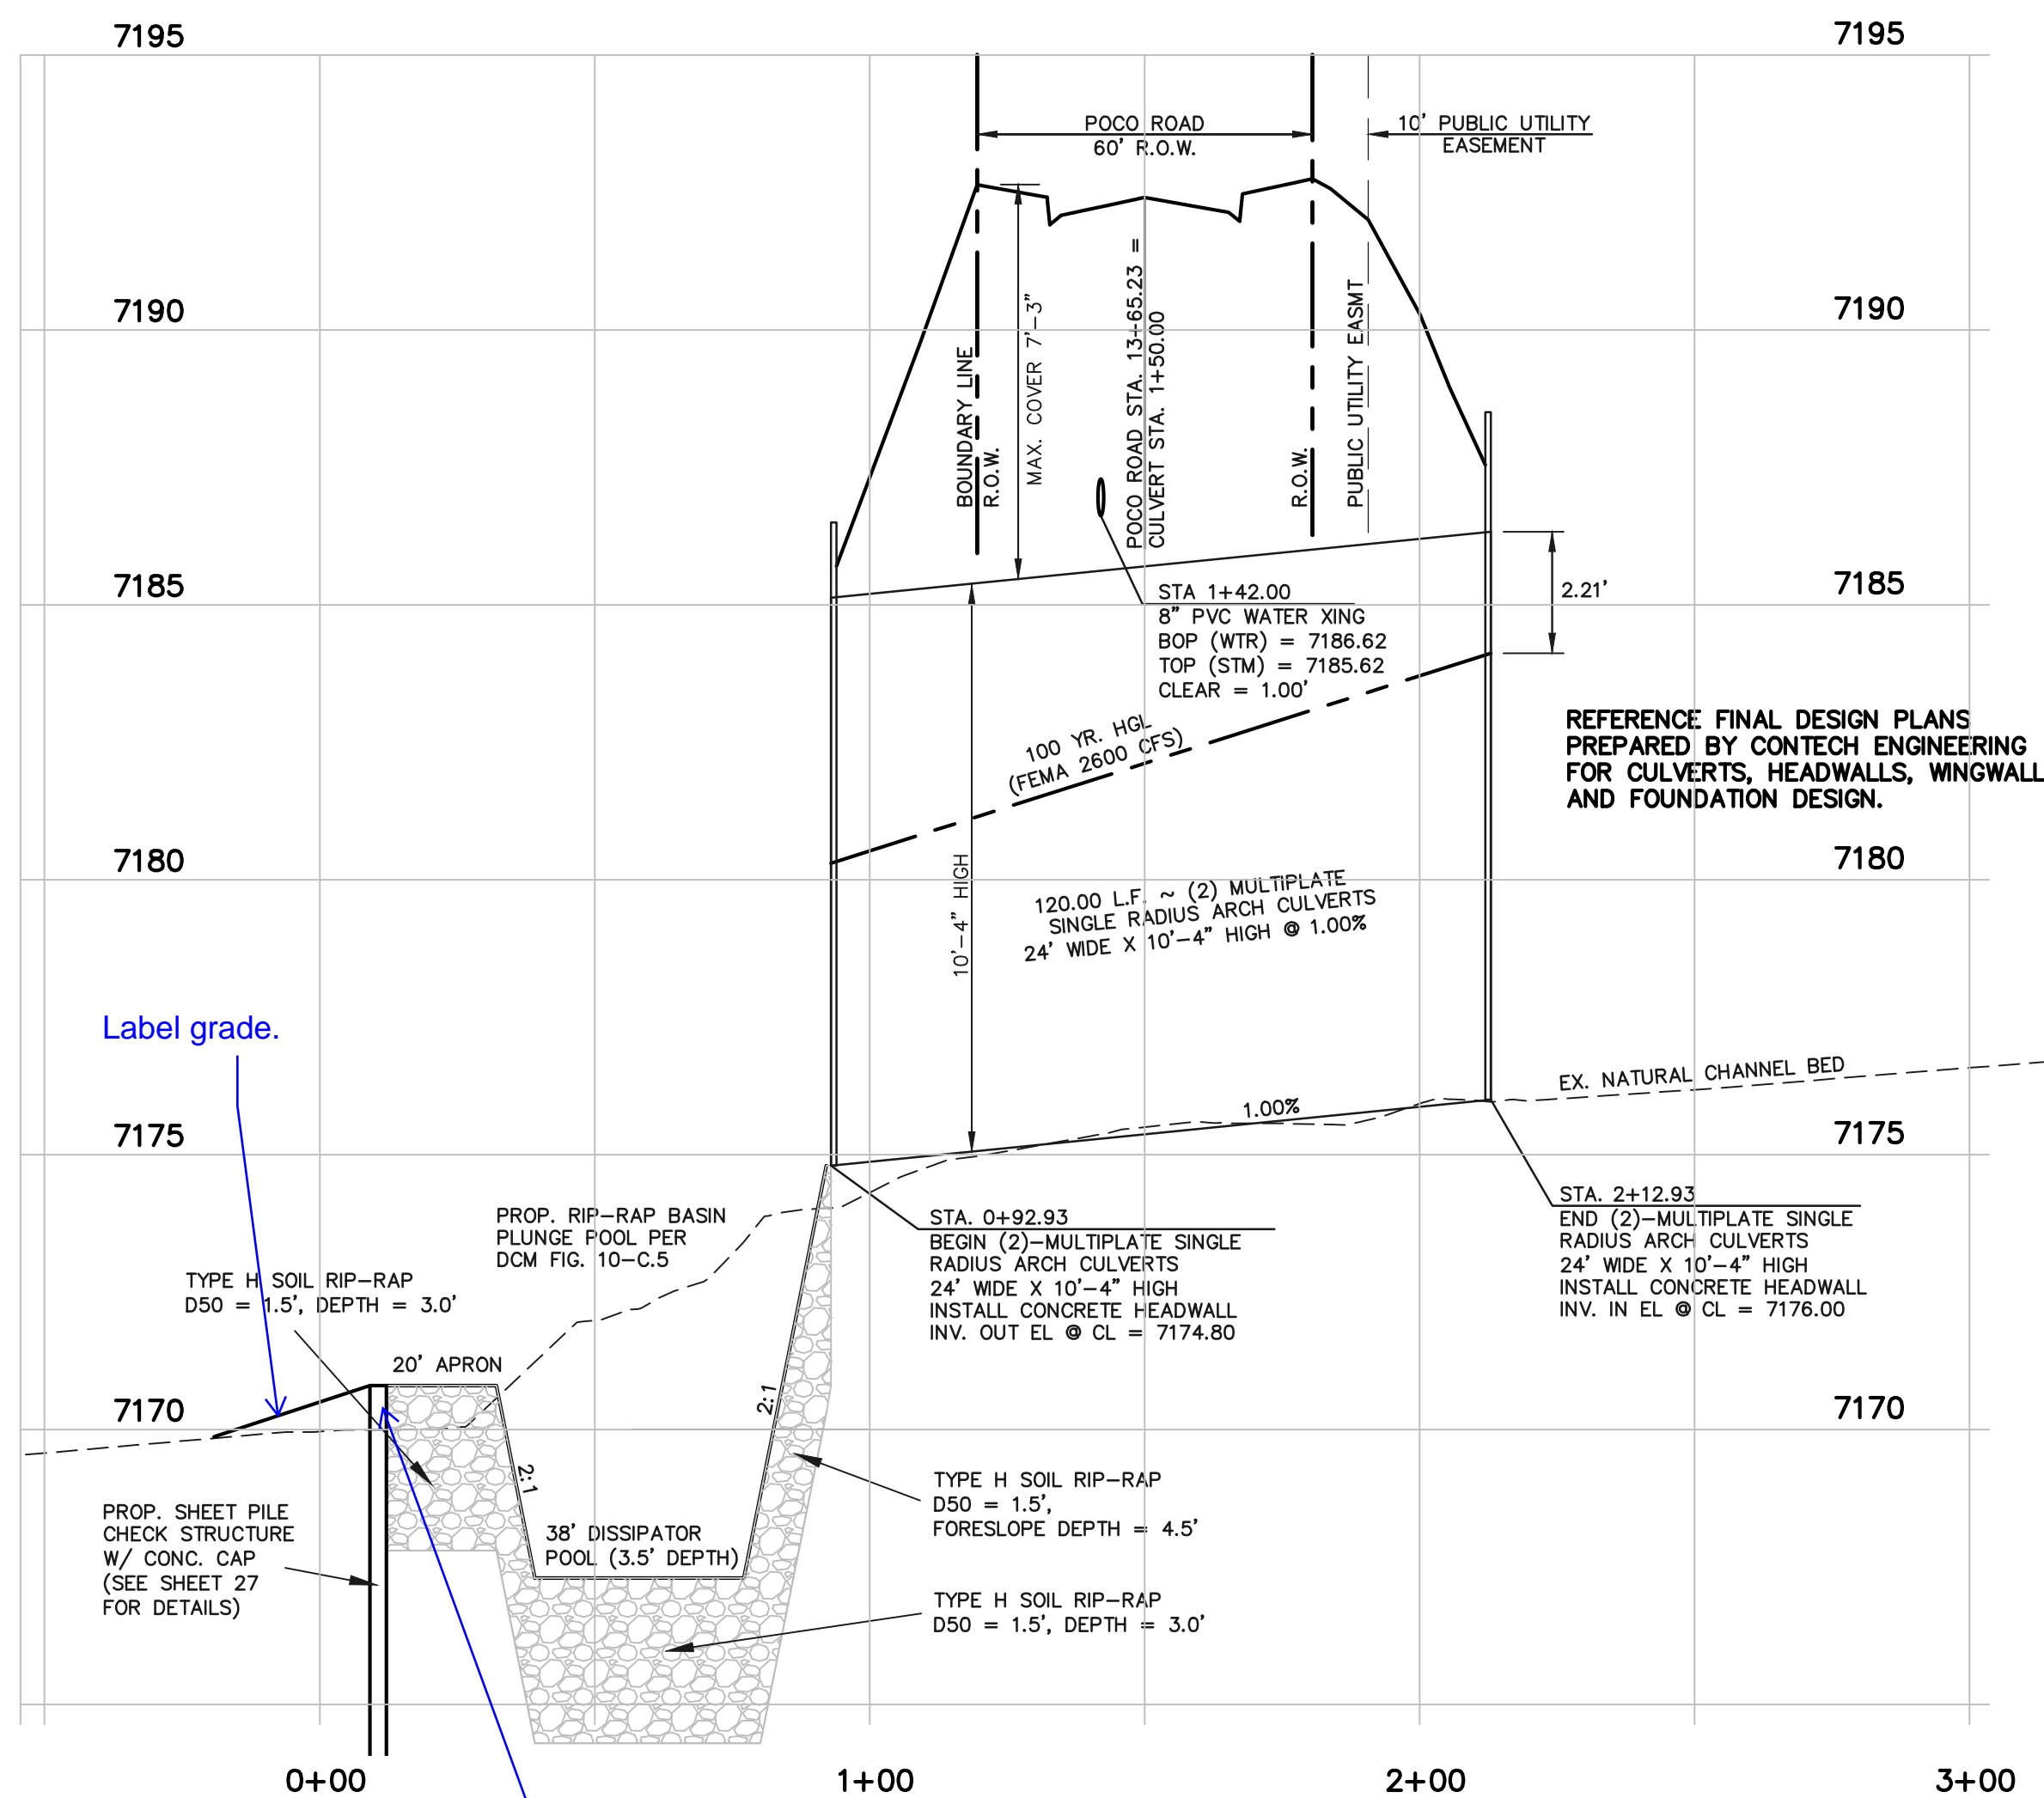 7195
7195
POCO ROAD
60' R.O.W.
10' PUBLIC UTILITY
EASEMENT
7190
7190
BOUNDARY LINE
R.O.W.
MAX. COVER 7'-3"
POCO ROAD STA. 13+65.23 =
CULVERT STA. 1+50.00
R.O.W.
PUBLIC UTILITY EASMT
7185
7185
STA 1+42.00
8" PVC WATER XING
BOP (WTR) = 7186.62
TOP (STM) = 7185.62
CLEAR = 1.00'
2.21'
REFERENCE FINAL DESIGN PLANS
PREPARED BY CONTECH ENGINEERING
FOR CULVERTS, HEADWALLS, WINGWALL
AND FOUNDATION DESIGN.
100 YR. HGL
(FEMA 2600 CFS)
7180
7180
10'-4" HIGH
120.00 L.F. ~ (2) MULTIPLATE
SINGLE RADIUS ARCH CULVERTS
24' WIDE X 10'-4" HIGH @ 1.00%
Label grade.
EX. NATURAL CHANNEL BED
1.00%
7175
7175
PROP. RIP-RAP BASIN
PLUNGE POOL PER
DCM FIG. 10-C.5
STA. 0+92.93
BEGIN (2)-MULTIPLATE SINGLE
RADIUS ARCH CULVERTS
24' WIDE X 10'-4" HIGH
INSTALL CONCRETE HEADWALL
INV. OUT EL @ CL = 7174.80
STA. 2+12.93
END (2)-MULTIPLATE SINGLE
RADIUS ARCH CULVERTS
24' WIDE X 10'-4" HIGH
INSTALL CONCRETE HEADWALL
INV. IN EL @ CL = 7176.00
TYPE H SOIL RIP-RAP
D50 = 1.5', DEPTH = 3.0'
20' APRON
7170
7170
2:1
2:1
TYPE H SOIL RIP-RAP
D50 = 1.5',
FORESLOPE DEPTH = 4.5'
PROP. SHEET PILE
CHECK STRUCTURE
W/ CONC. CAP
(SEE SHEET 27
FOR DETAILS)
38' DISSIPATOR
POOL (3.5' DEPTH)
TYPE H SOIL RIP-RAP
D50 = 1.5', DEPTH = 3.0'
0+00
1+00
2+00
3+00